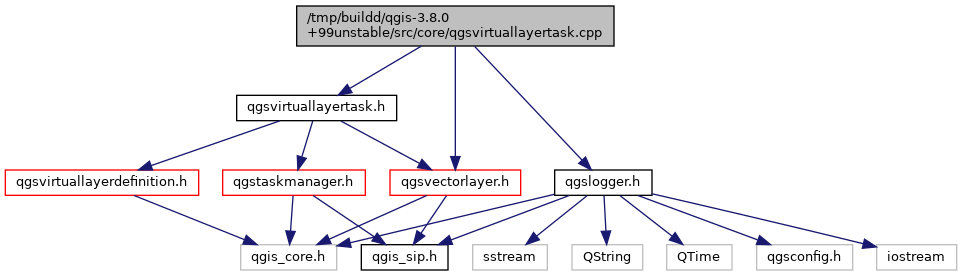 /tmp/buildd/qgis-3.8.0
+99unstable/src/core/qgsvirtuallayertask.cpp
qgsvirtuallayertask.h
qgsvirtuallayerdefinition.h
qgstaskmanager.h
qgsvectorlayer.h
qgslogger.h
qgis_core.h
qgis_sip.h
sstream
QString
QTime
qgsconfig.h
iostream